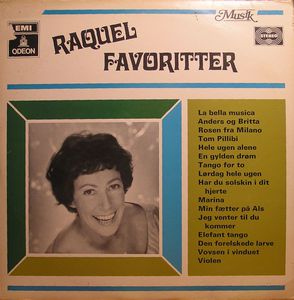 EMI
ODEON
Musik
STEREO
RAQUEL
FAVORITTER
La bella musica
Anders og Britta
Rosen fra Milano
Tom Pillibi
Hele ugen alene
En gylden drøm
Tango for to
Lørdag hele ugen
Har du solskin i dit
hjerte
Marina
Min fætter på Als
Jeg venter til du
kommer
Elefant tango
Den forelskede larve
Vovsen i vinduet
Violen